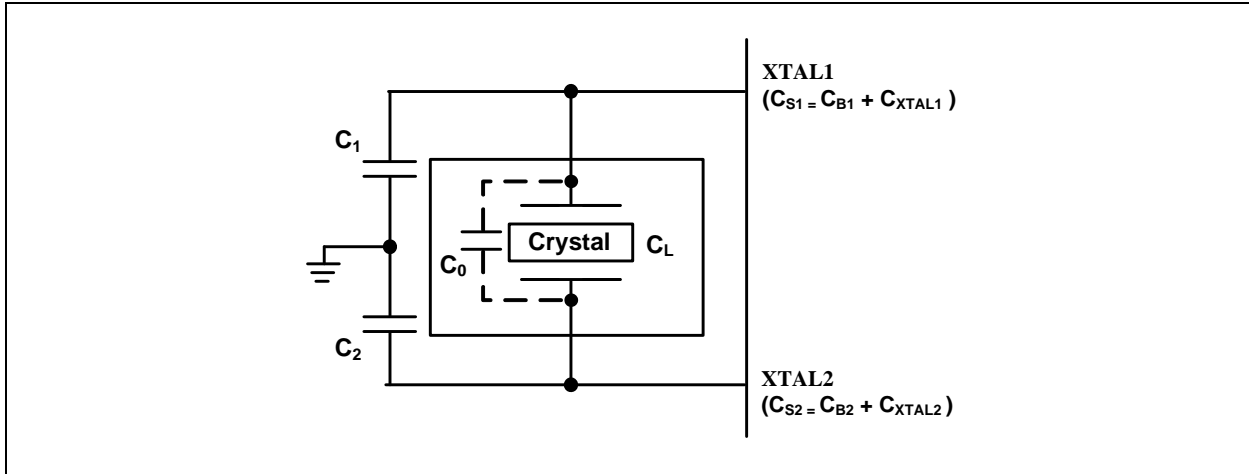 XTAL1
(CS1 = CB1 + CXTAL1 )
C1
Crystal
CL
C0
C2
XTAL2
(CS2 = CB2 + CXTAL2 )